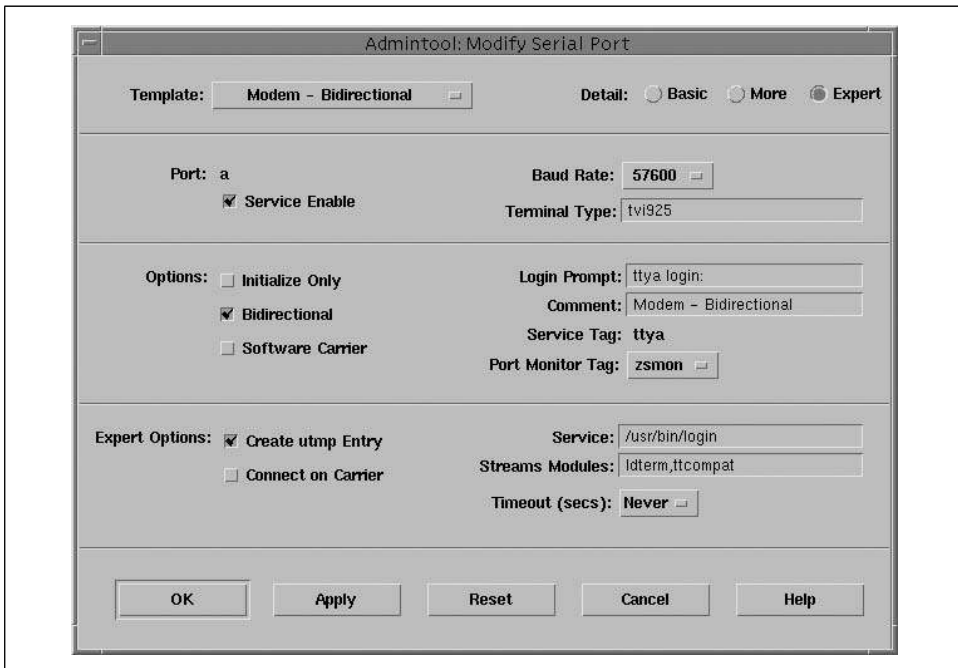 Admintool: Modify Serial Port
Template: Modem - Bidirectional Detail: Basic More Expert
Port: a Baud Rate: 57600
Service Enable
Terminal Type: tvi925
Options: Initialize Only Login Prompt: ttya login:
Bidirectional Comment: Modem - Bidirectional
Software Carrier Service Tag: ttya
Port Monitor Tag: zsmon
Expert Options: Create utmp Entry Service: /usr/bin/login
Connect on Carrier Streams Modules: ldterm,ttcompat
Timeout (secs): Never
OK Apply Reset Cancel Help